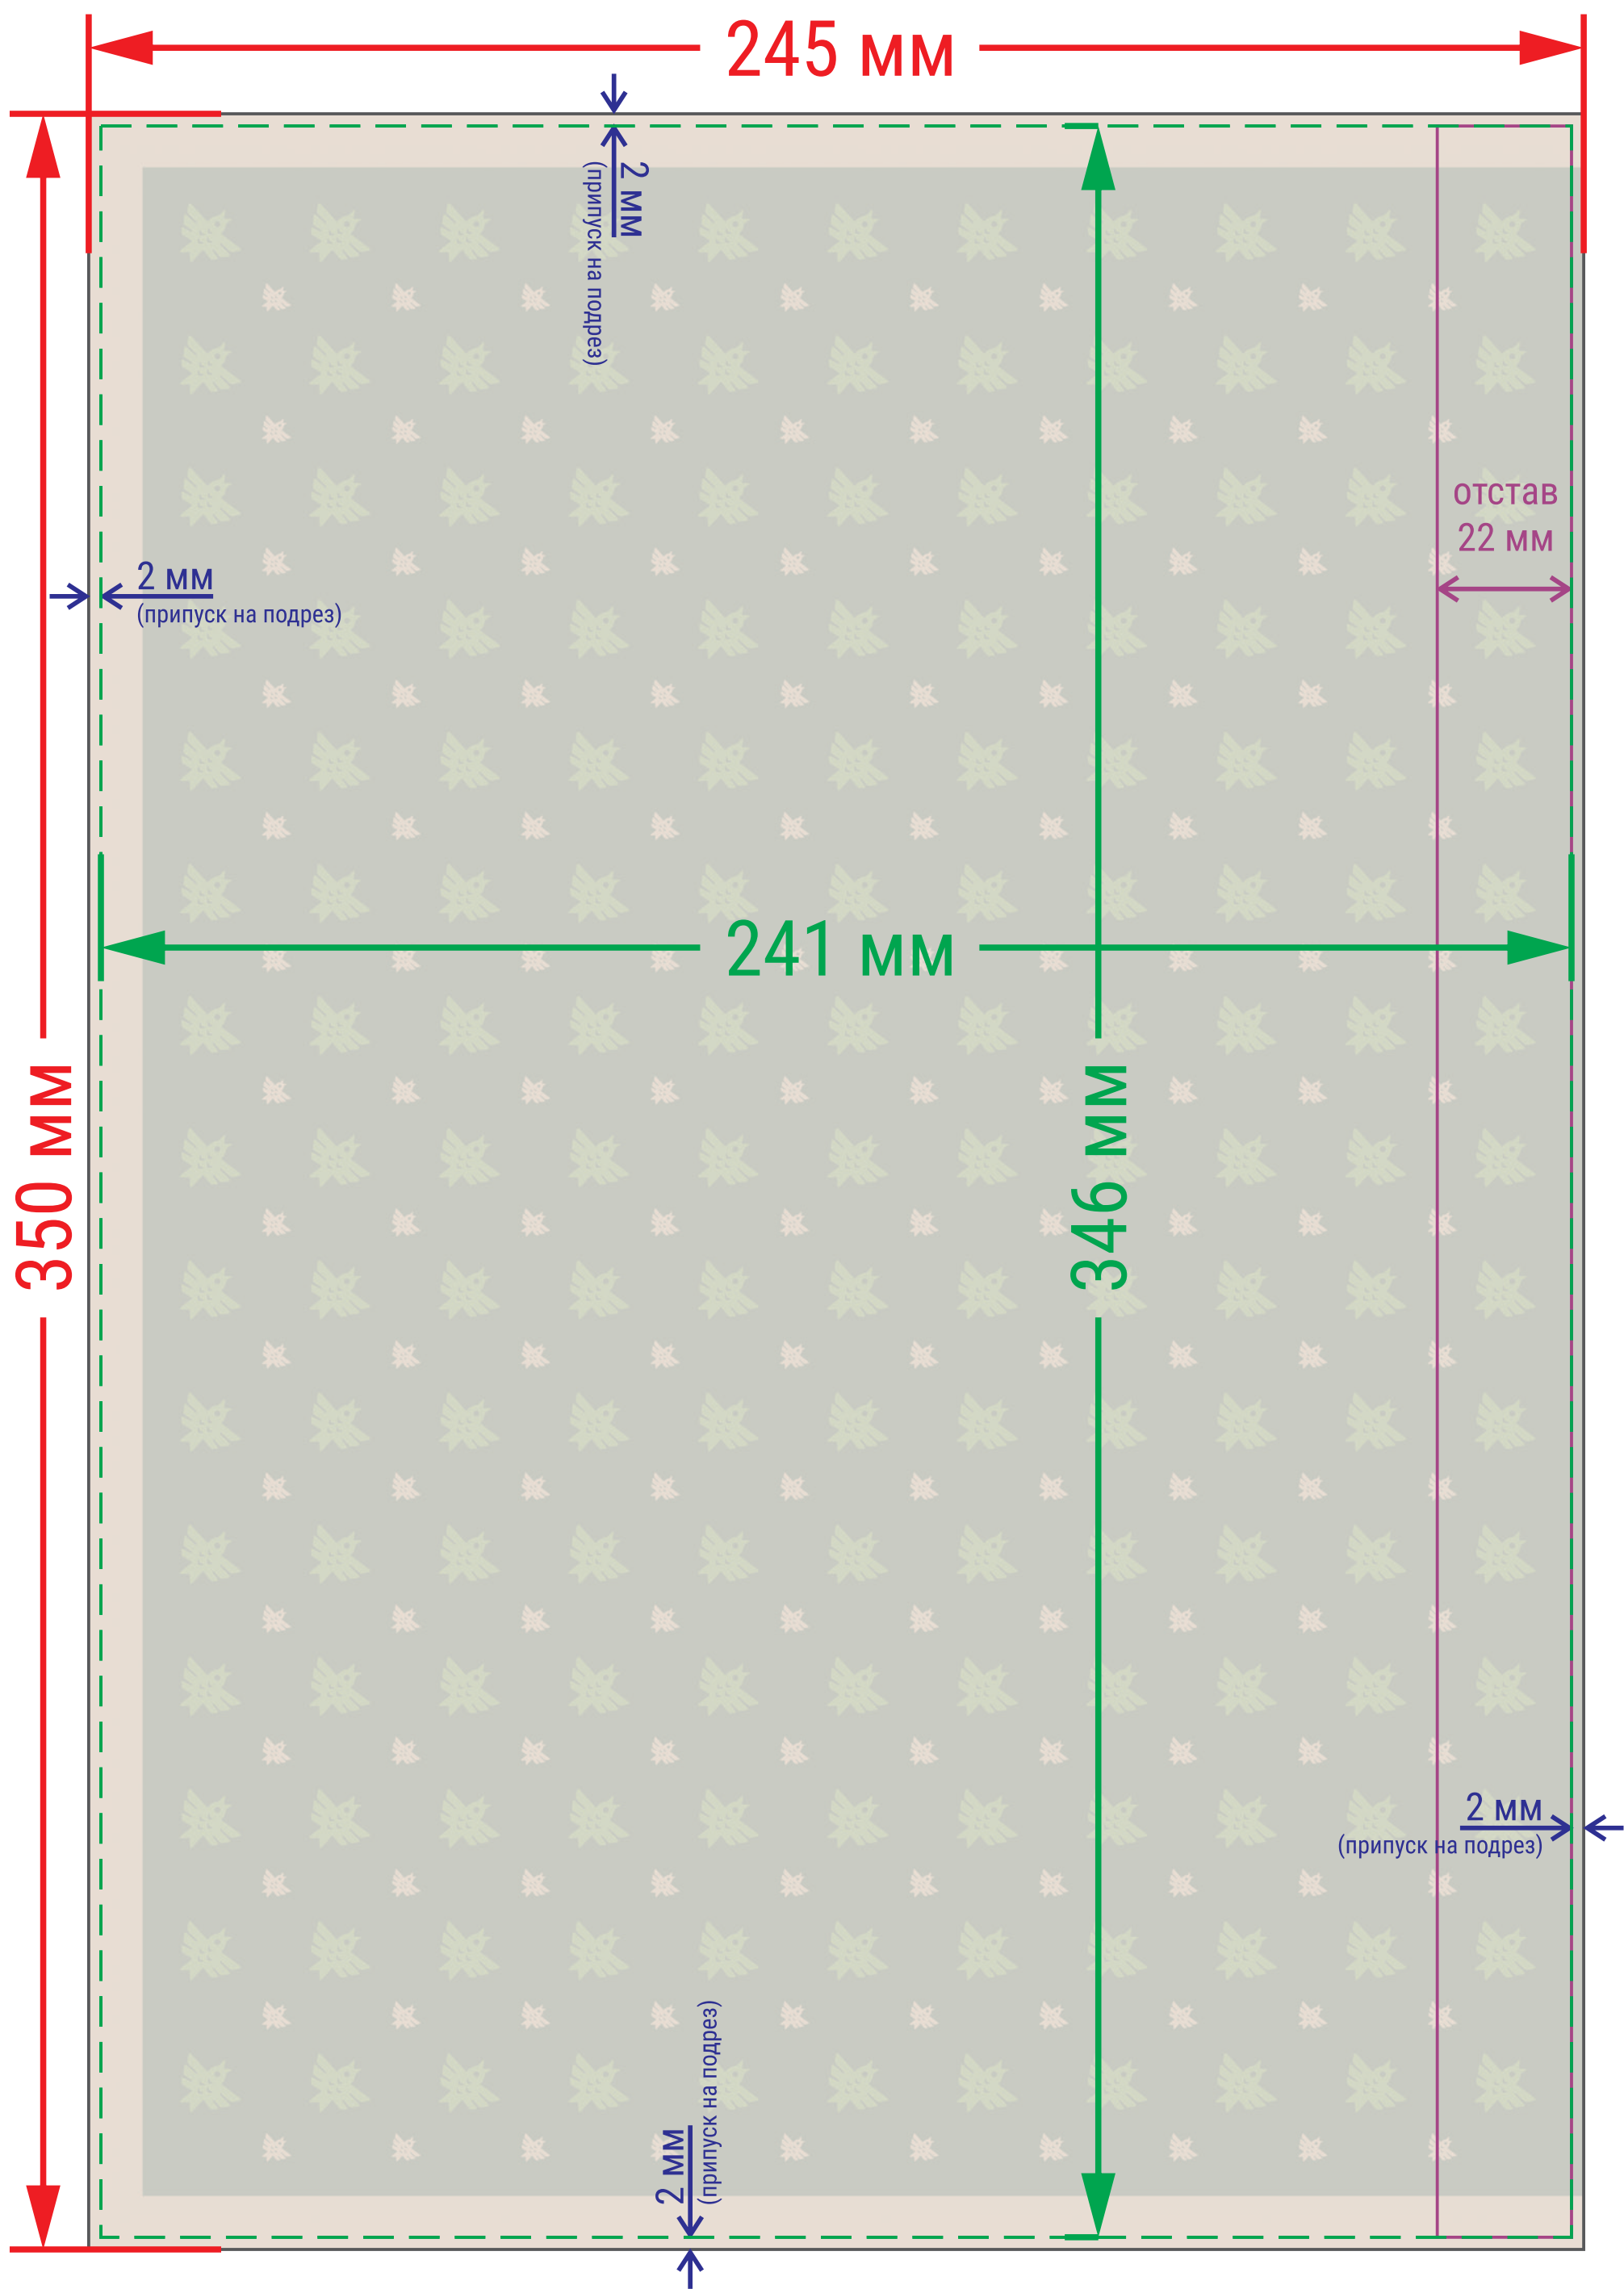 245 мм
2 мм
(припуск на подрез)
отстав
22 мм
2 мм
(припуск на подрез)
241 мм
350 мм
346 мм
2 мм
(припуск на подрез)
2 мм
(припуск на подрез)